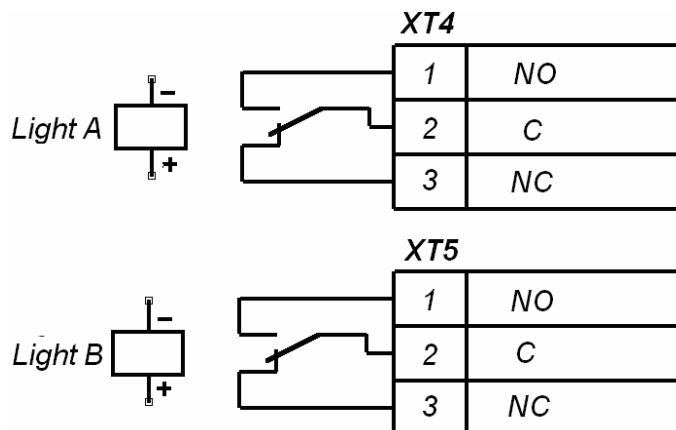 XT4
1 NO
Light A - + 2 C
3 NC
XT5
1 NO
Light B - + 2 C
3 NC